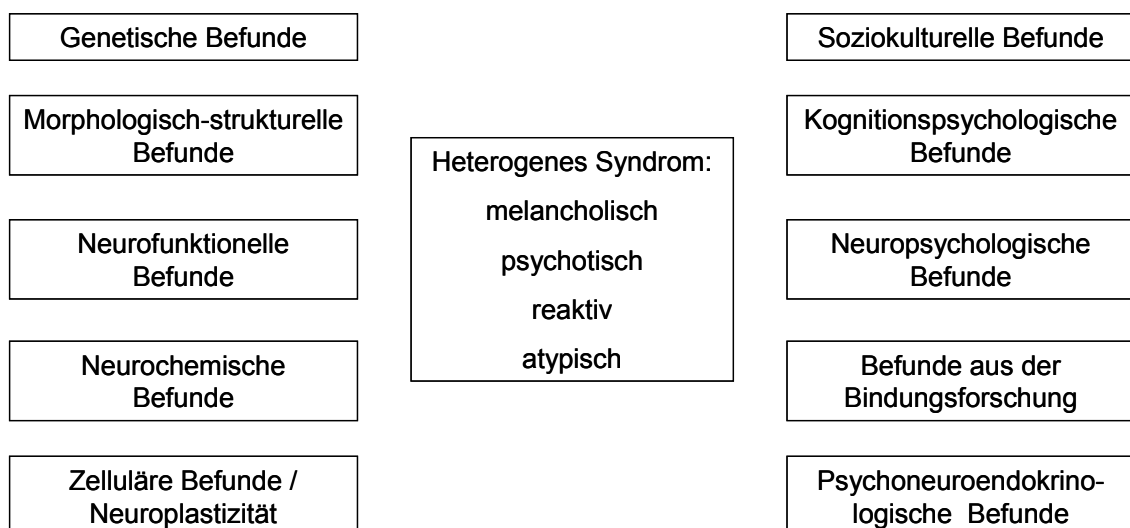 Genetische Befunde
Morphologisch-strukturelle
Befunde
Neurofunktionelle
Befunde
Neurochemische
Befunde
Zelluläre Befunde /
Neuroplastizität
Heterogenes Syndrom:
melancholisch
psychotisch
reaktiv
atypisch
Soziokulturelle Befunde
Kognitionspsychologische
Befunde
Neuropsychologische
Befunde
Befunde aus der
Bindungsforschung
Psychoneuroendokrino-
logische Befunde